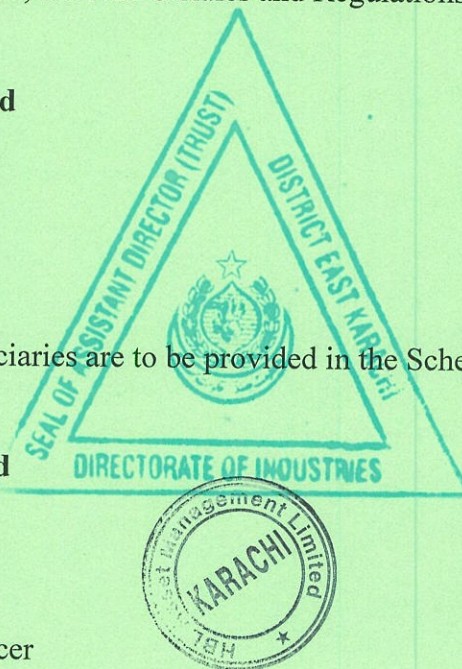 and Regulations
d
SEAL OF ASSISTANT DIRECTOR (TRUST)
DISTRICT EAST KARACHI
ciaries are to be provided in the Sche
d
DIRECTORATE OF INDUSTRIES
HBL Asset Management Limited
KARACHI
cer